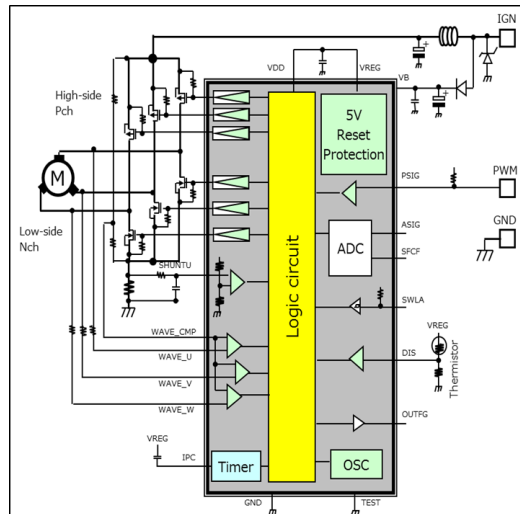 IGN
VDD
VREG
VB
High-side
Pch
5V
Reset
Protection
PSIG
PWM
M
GND
ASIG
ADC
SFCF
Low-side
Nch
SHUNTU
Logic circuit
SWLA
WAVE_CMP
VREG
WAVE_U
DIS
Thermistor
WAVE_V
WAVE_W
OUTFG
VREG
IPC
Timer
OSC
GND
TEST